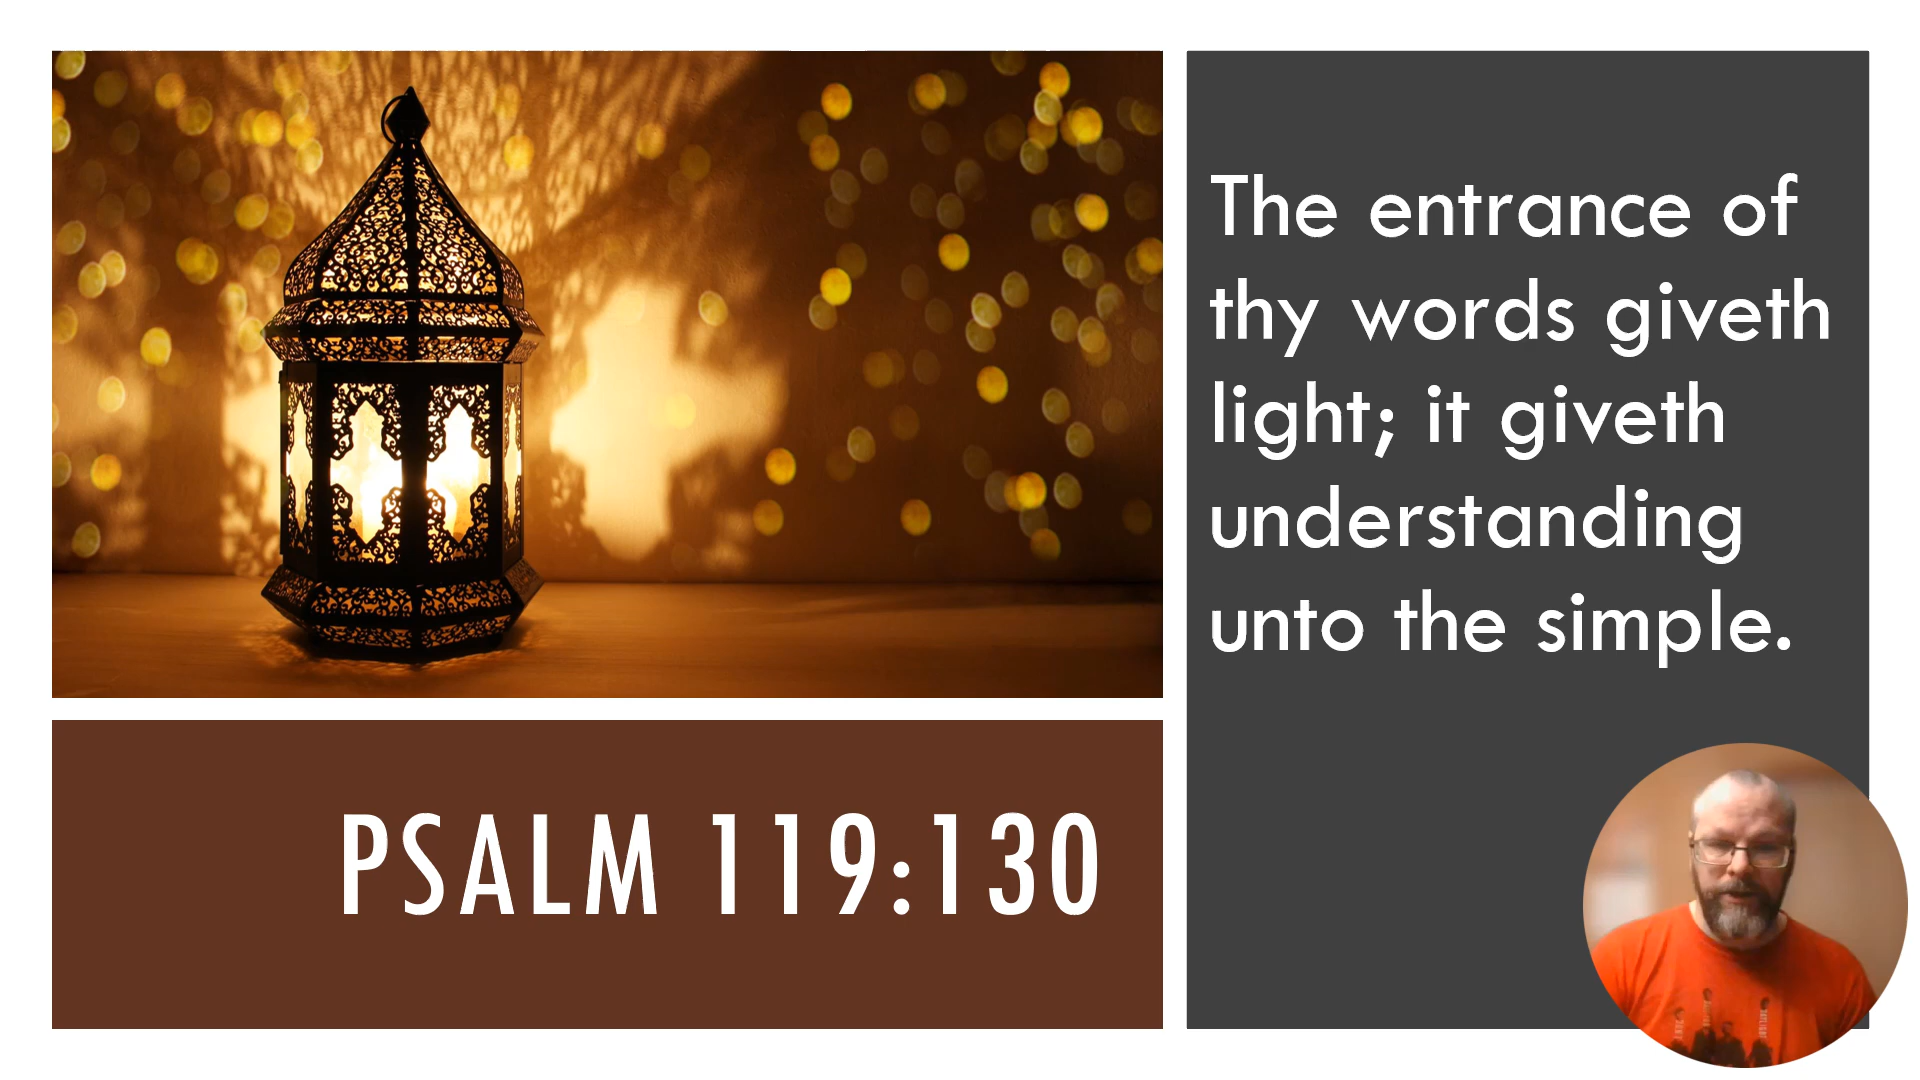 The entrance of
thy words giveth
light; it giveth
understanding
unto the simple.
PSALM 119:130